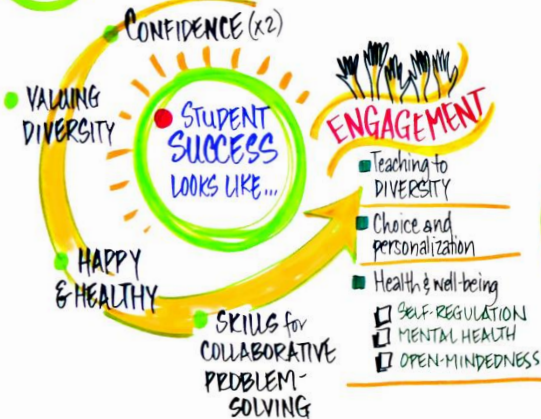 CONFIDENCE (x2)
VALUING
DIVERSITY
STUDENT
SUCCESS
LOOKS LIKE...
HAPPY
& HEALTHY
SKILLS for
COLLABORATIVE
PROBLEM-
SOLVING
ENGAGEMENT
Teaching to
DIVERSITY
Choice and
personalization
Health & well-being
SELF-REGULATION
MENTAL HEALTH
OPEN-MINDEDNESS